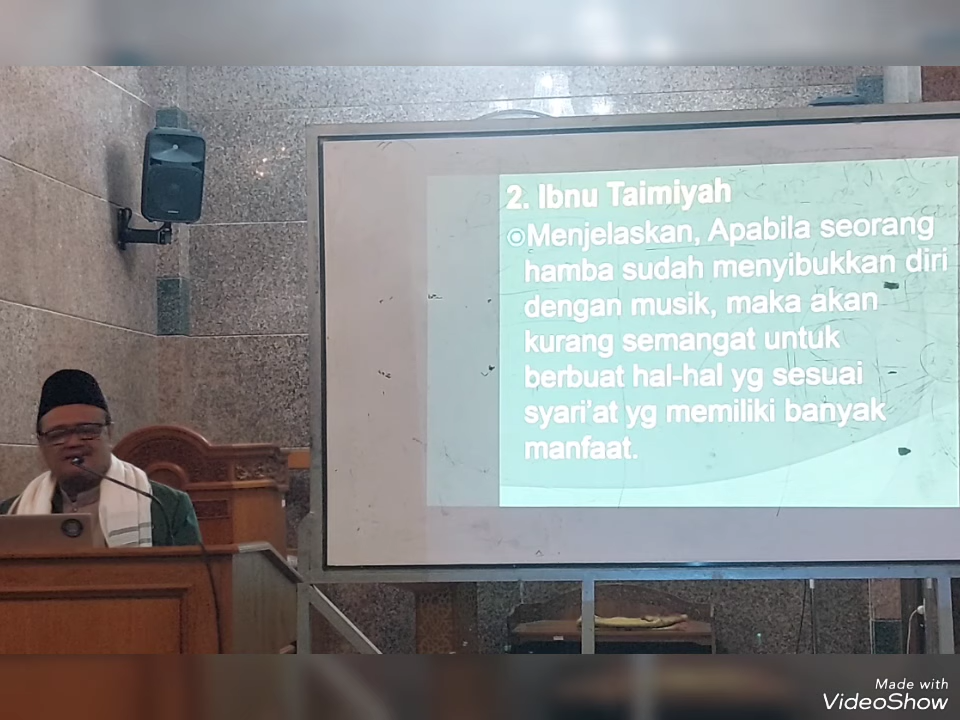 2. Ibnu Taimiyah
Menjelaskan, Apabila seorang
hamba sudah menyibukkan diri
dengan musik, maka akan
kurang semangat untuk
berbuat hal-hal yg sesuai
syari'at yg memiliki banyak
manfaat.
Made with
VideoShow